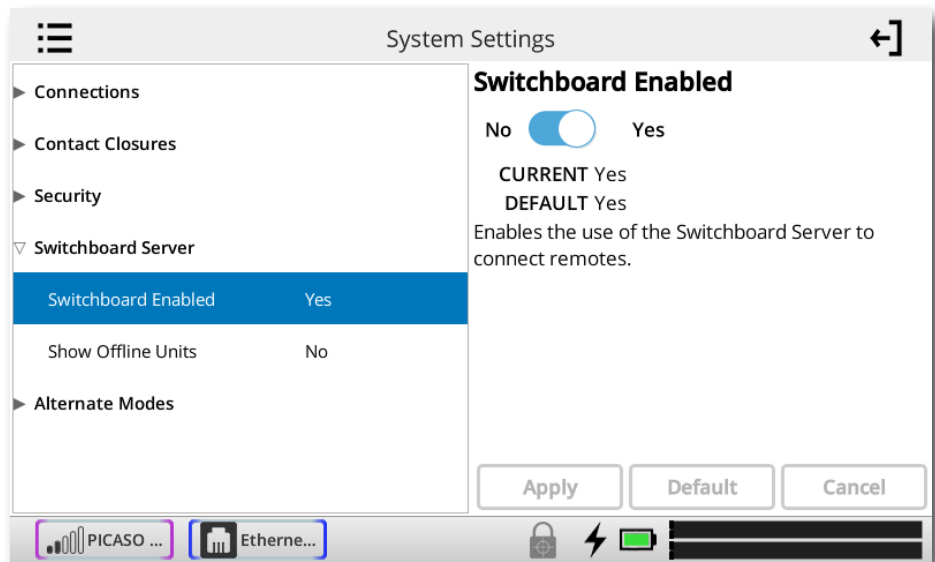 System Settings
Connections
Contact Closures
Security
Switchboard Server
Switchboard Enabled Yes
Show Offline Units No
Alternate Modes
Switchboard Enabled
No Yes
CURRENT Yes
DEFAULT Yes
Enables the use of the Switchboard Server to
connect remotes.
Apply Default Cancel
PICASO ... Etherne...